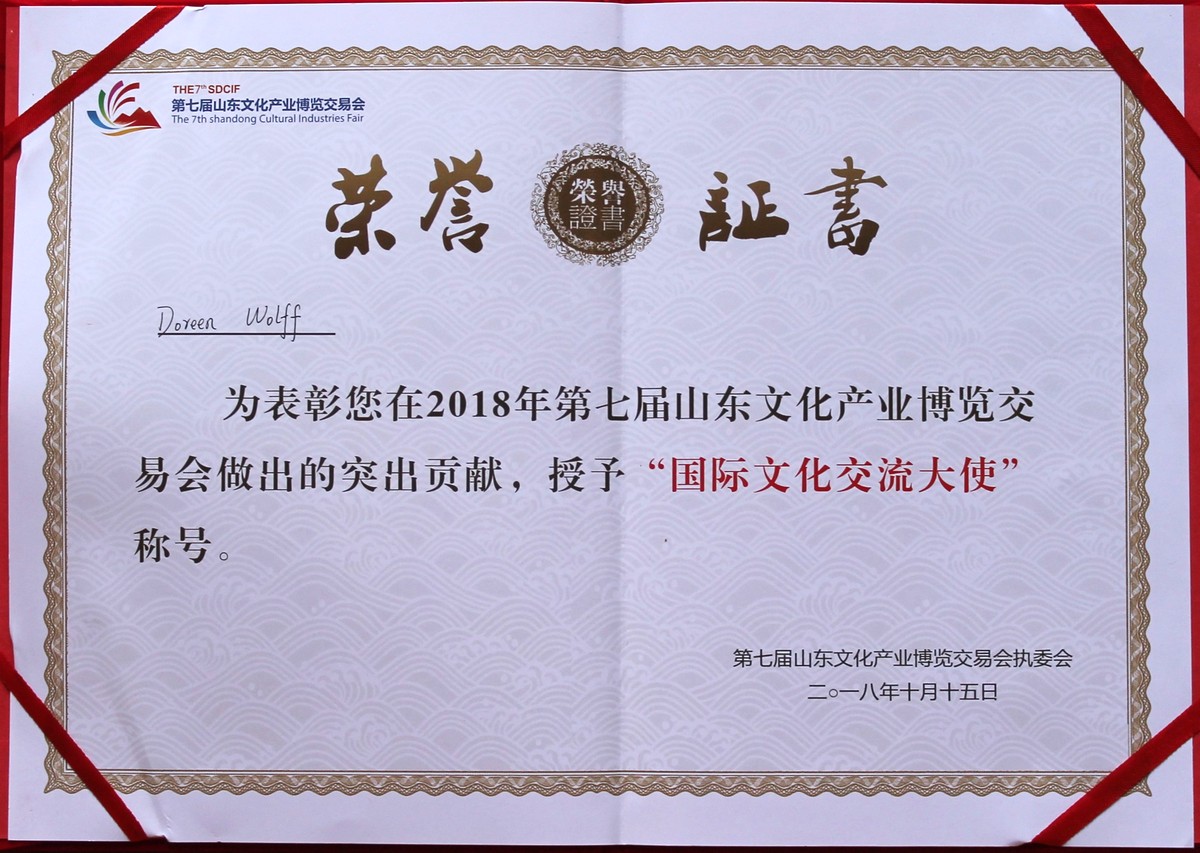 THE 7th SDCIF
第七届山东文化产业博览交易会
The 7th shandong Cultural Industries Fair
荣誉 證書
榮譽
證書
Doreen Wolff
为表彰您在2018年第七届山东文化产业博览交
易会做出的突出贡献，授予“国际文化交流大使”
称号。
第七届山东文化产业博览交易会执委会
二○一八年十月十五日